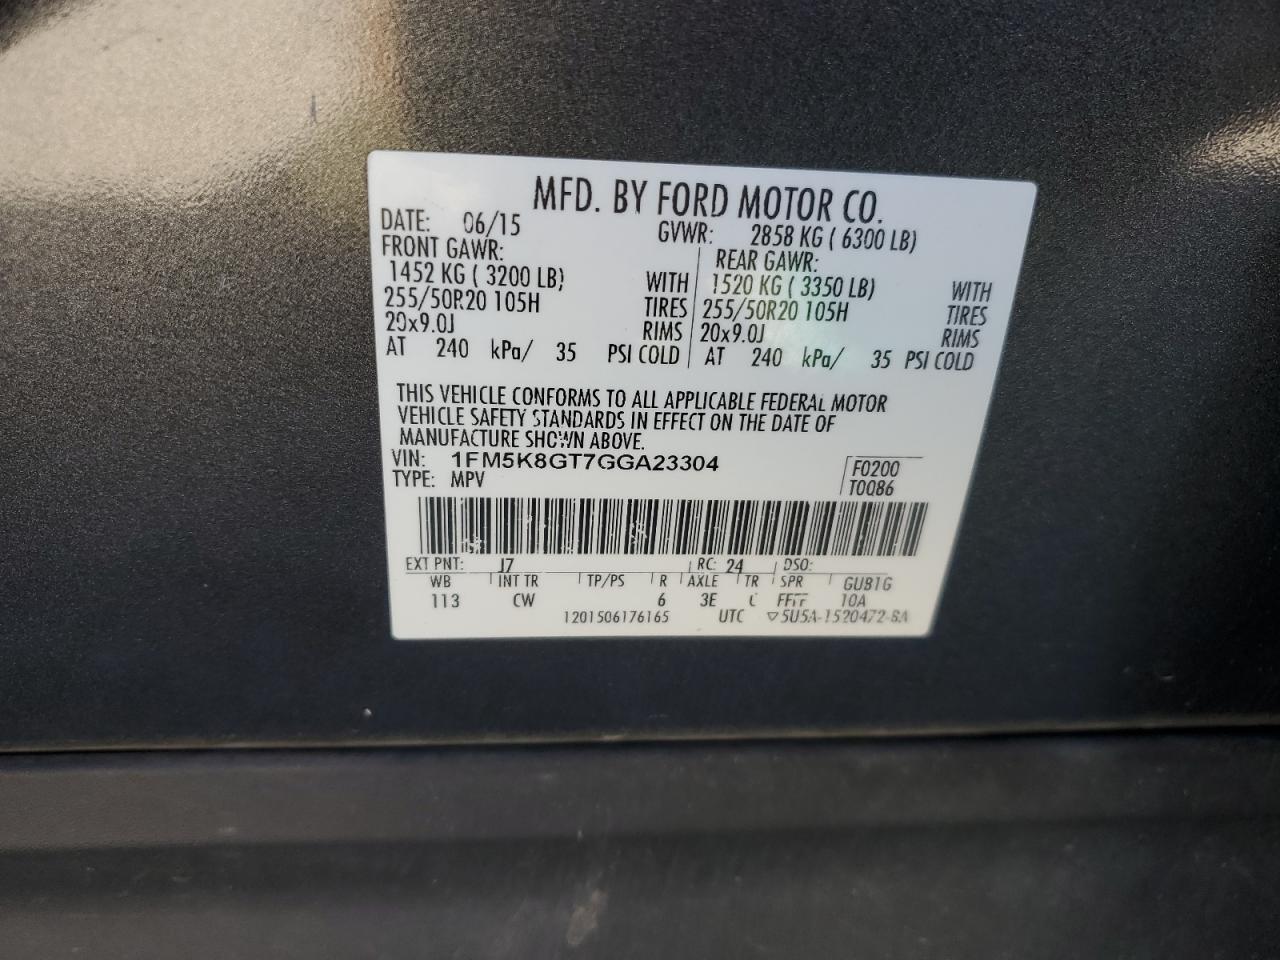 MFD. BY FORD MOTOR CO.
DATE: 06/15 GVWR: 2858 KG ( 6300 LB)
FRONT GAWR: REAR GAWR:
1452 KG ( 3200 LB) WITH 1520 KG ( 3350 LB) WITH
255/50R20 105H TIRES 255/50R20 105H TIRES
20x9.0J RIMS 20x9.0J RIMS
AT 240 kPa/ 35 PSI COLD AT 240 kPa/ 35 PSI COLD
THIS VEHICLE CONFORMS TO ALL APPLICABLE FEDERAL MOTOR
VEHICLE SAFETY STANDARDS IN EFFECT ON THE DATE OF
MANUFACTURE SHOWN ABOVE.
VIN: 1FM5K8GT7GGA23304 F0200
TYPE: MPV T0086
EXT PNT: J7 RC: 24 DSO:
WB INT TR TP/PS R AXLE TR SPR GUB1G
113 CW 6 3E 10A
1201506176165 UTC ▽5U5A-1520472-BA